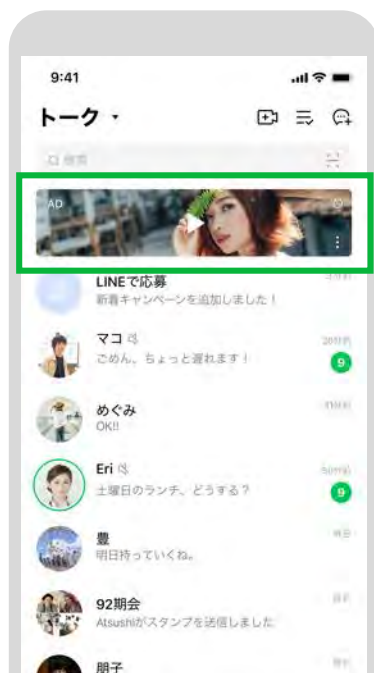 9:41
トーク
検索
AD
LINEで応募
新着キャンペーンを追加しました!
マコ
ごめん、ちょっと遅れます!
9
めぐみ
OK!!
Eri
土曜日のランチ、どうする?
9
豊
昨日
明日持っていくね。
92期会
Atsushiがスタンプを送信しました
朋子